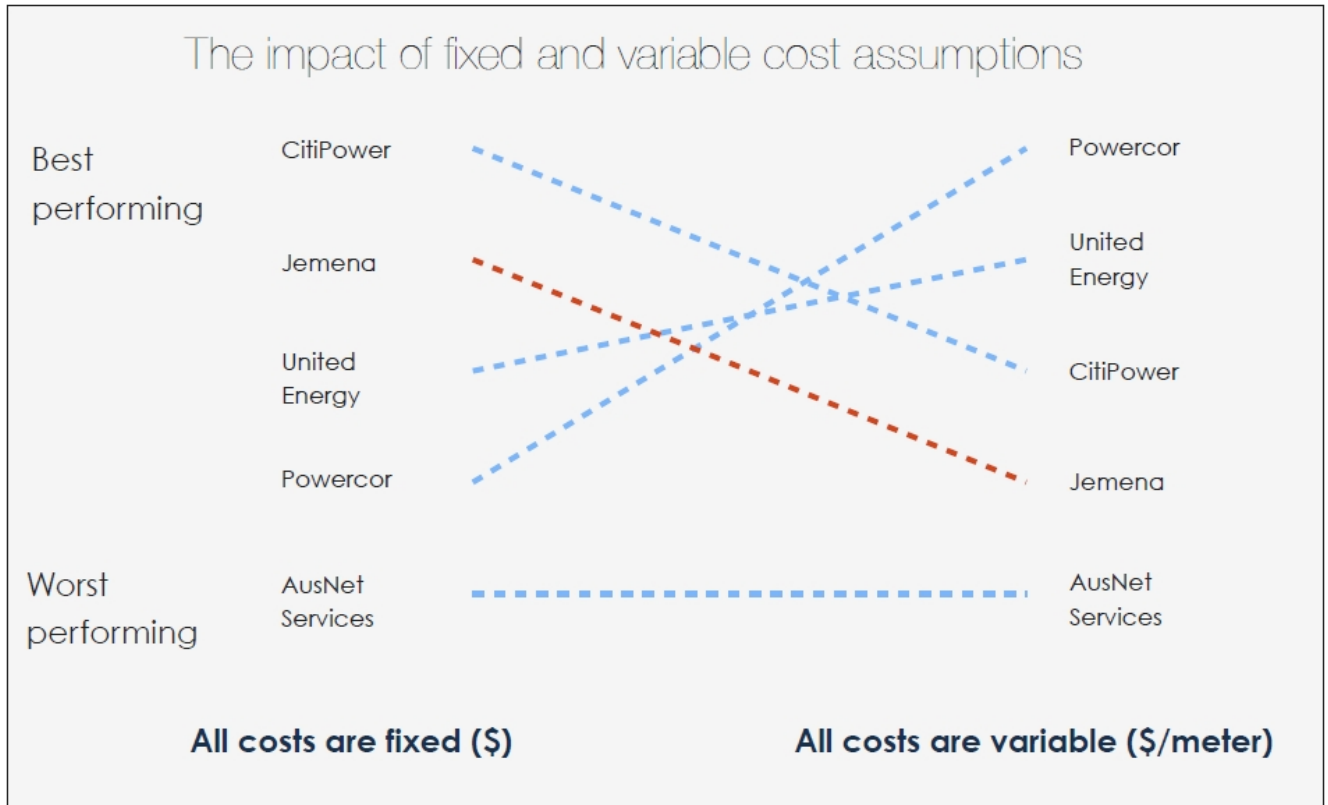 The impact of fixed and variable cost assumptions
Best
performing
CitiPower
Powercor
Jemena
United
Energy
United
Energy
CitiPower
Powercor
Jemena
Worst
performing
AusNet
Services
AusNet
Services
All costs are fixed ($)
All costs are variable ($/meter)